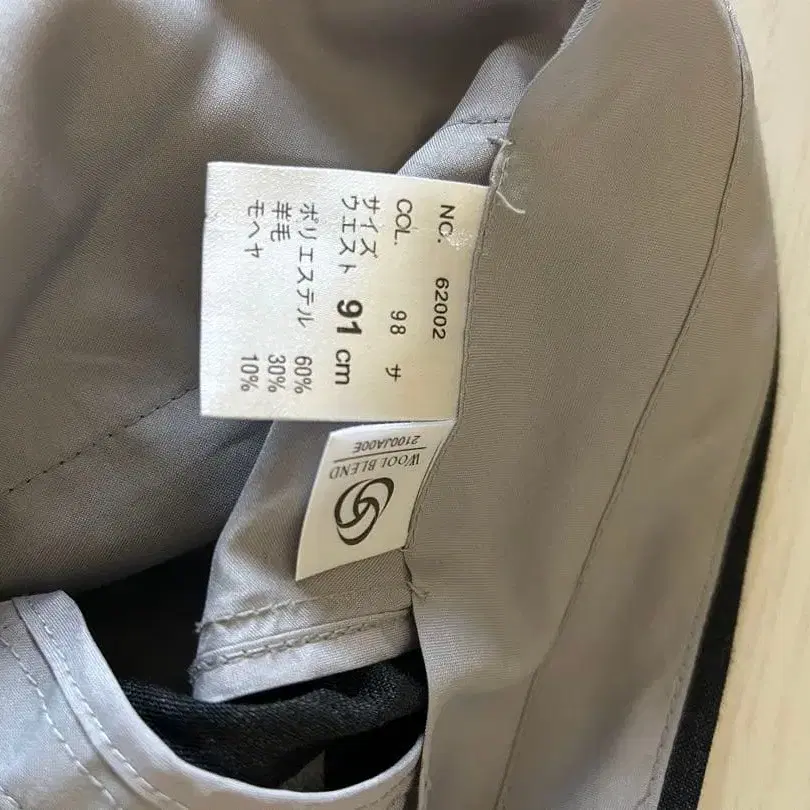 NO. 62002
COL. 98 サ
サイズ
ウエスト 91 cm
ポリエステル 60%
羊毛 30%
モヘヤ 10%
WOOL BLEND
2100JA00E